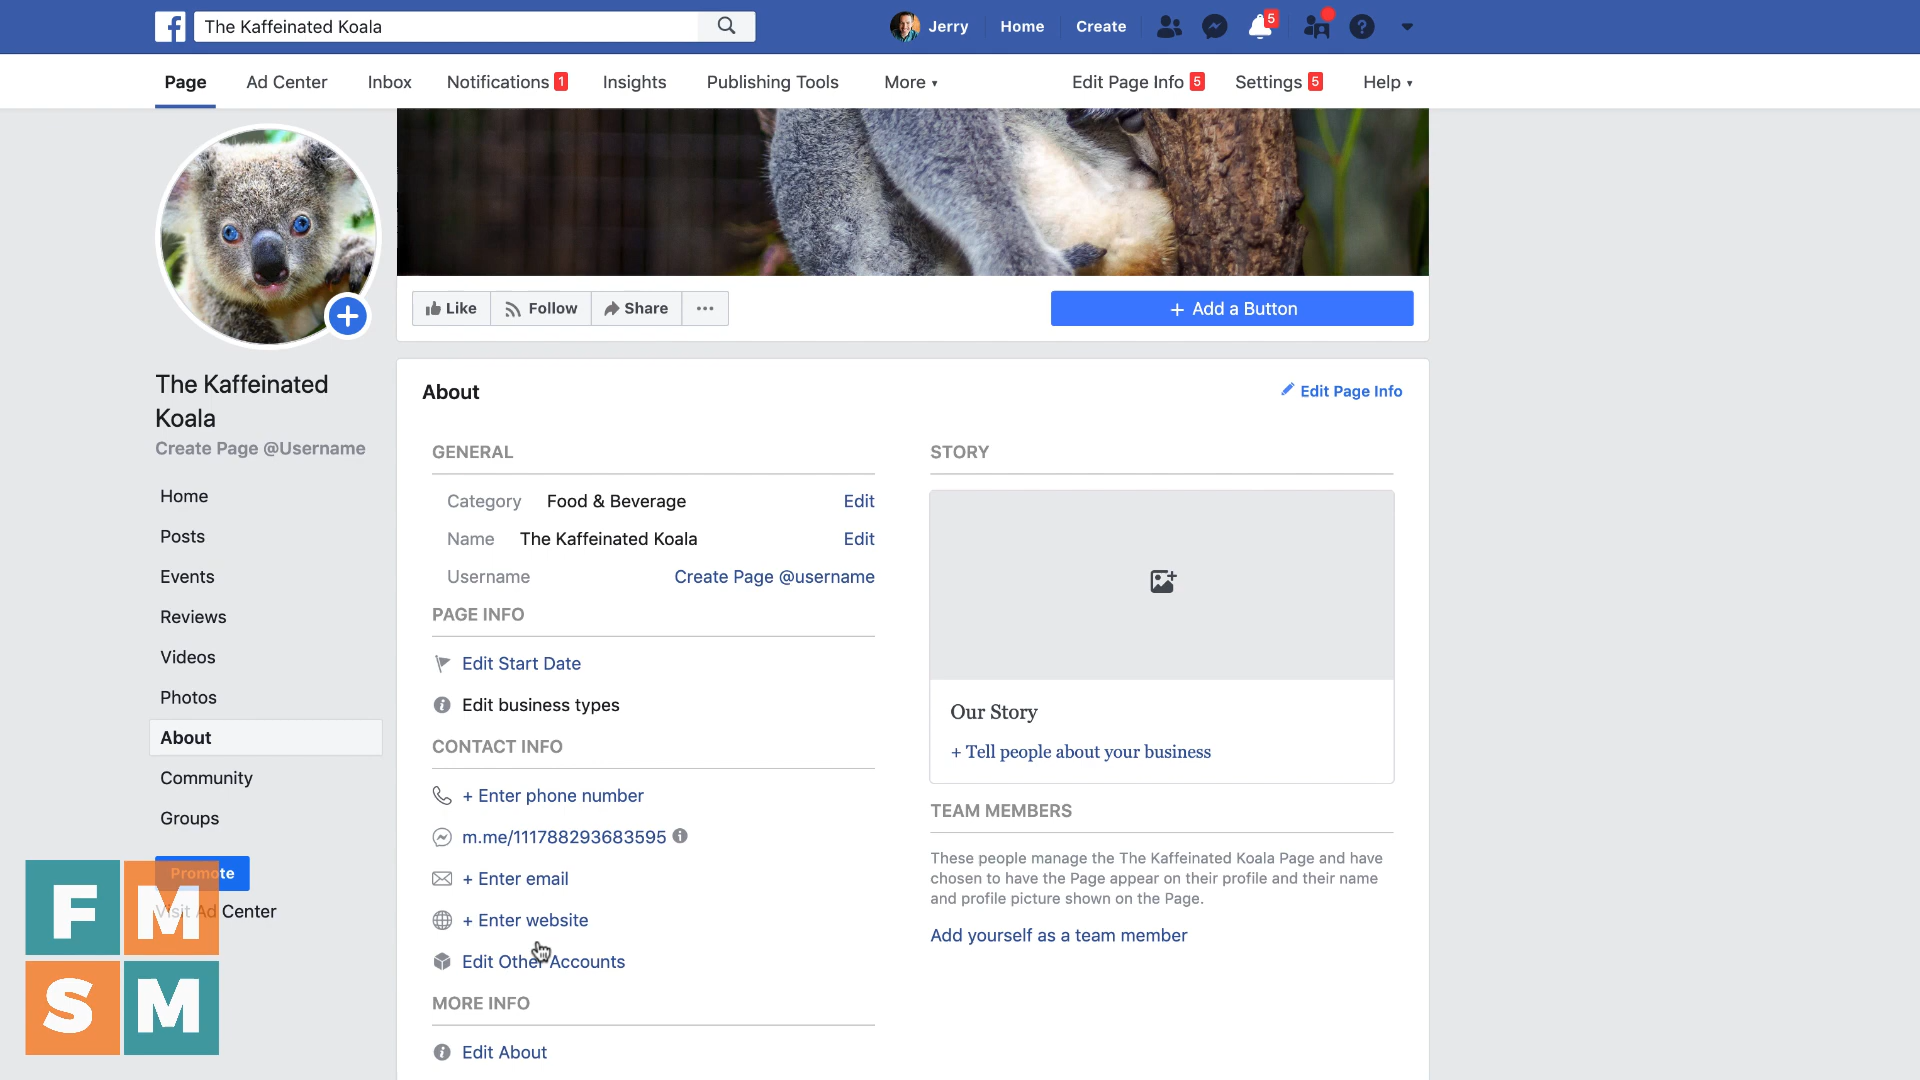 The Kaffeinated Koala
Jerry
Home
Create
5
Page
Ad Center
Inbox
Notifications 1
Insights
Publishing Tools
More
Edit Page Info 5
Settings 5
Help
Like
Follow
Share
+ Add a Button
The Kaffeinated
Koala
Create Page @Username
Home
Posts
Events
Reviews
Videos
Photos
About
Community
Groups
Promote
Visit Ad Center
F M
S M
About
Edit Page Info
GENERAL
Category Food & Beverage Edit
Name The Kaffeinated Koala Edit
Username Create Page @username
PAGE INFO
Edit Start Date
Edit business types
CONTACT INFO
+ Enter phone number
m.me/111788293683595
+ Enter email
+ Enter website
Edit Other Accounts
MORE INFO
Edit About
STORY
Our Story
+ Tell people about your business
TEAM MEMBERS
These people manage the The Kaffeinated Koala Page and have
chosen to have the Page appear on their profile and their name
and profile picture shown on the Page.
Add yourself as a team member